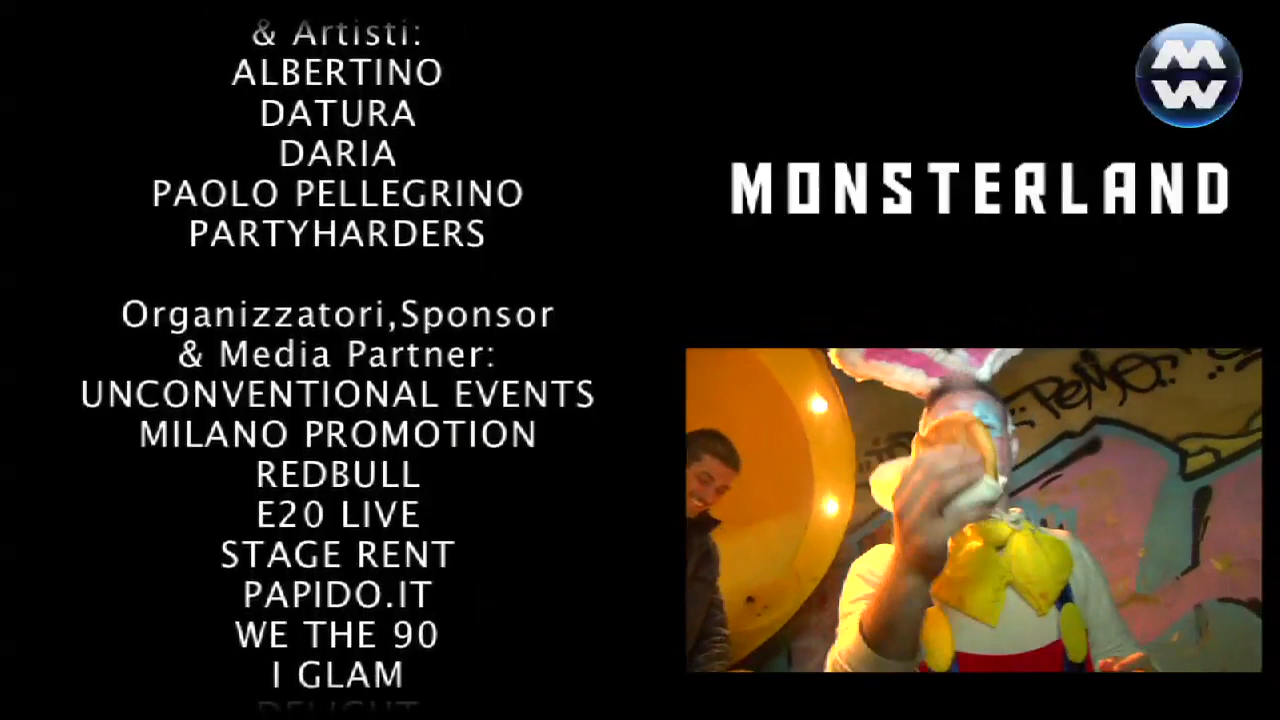 & Artisti:
ALBERTINO
DATURA
DARIA
PAOLO PELLEGRINO
PARTYHARDERS
Organizzatori,Sponsor
& Media Partner:
UNCONVENTIONAL EVENTS
MILANO PROMOTION
REDBULL
E20 LIVE
STAGE RENT
PAPIDO.IT
WE THE 90
I GLAM
MW
MONSTERLAND